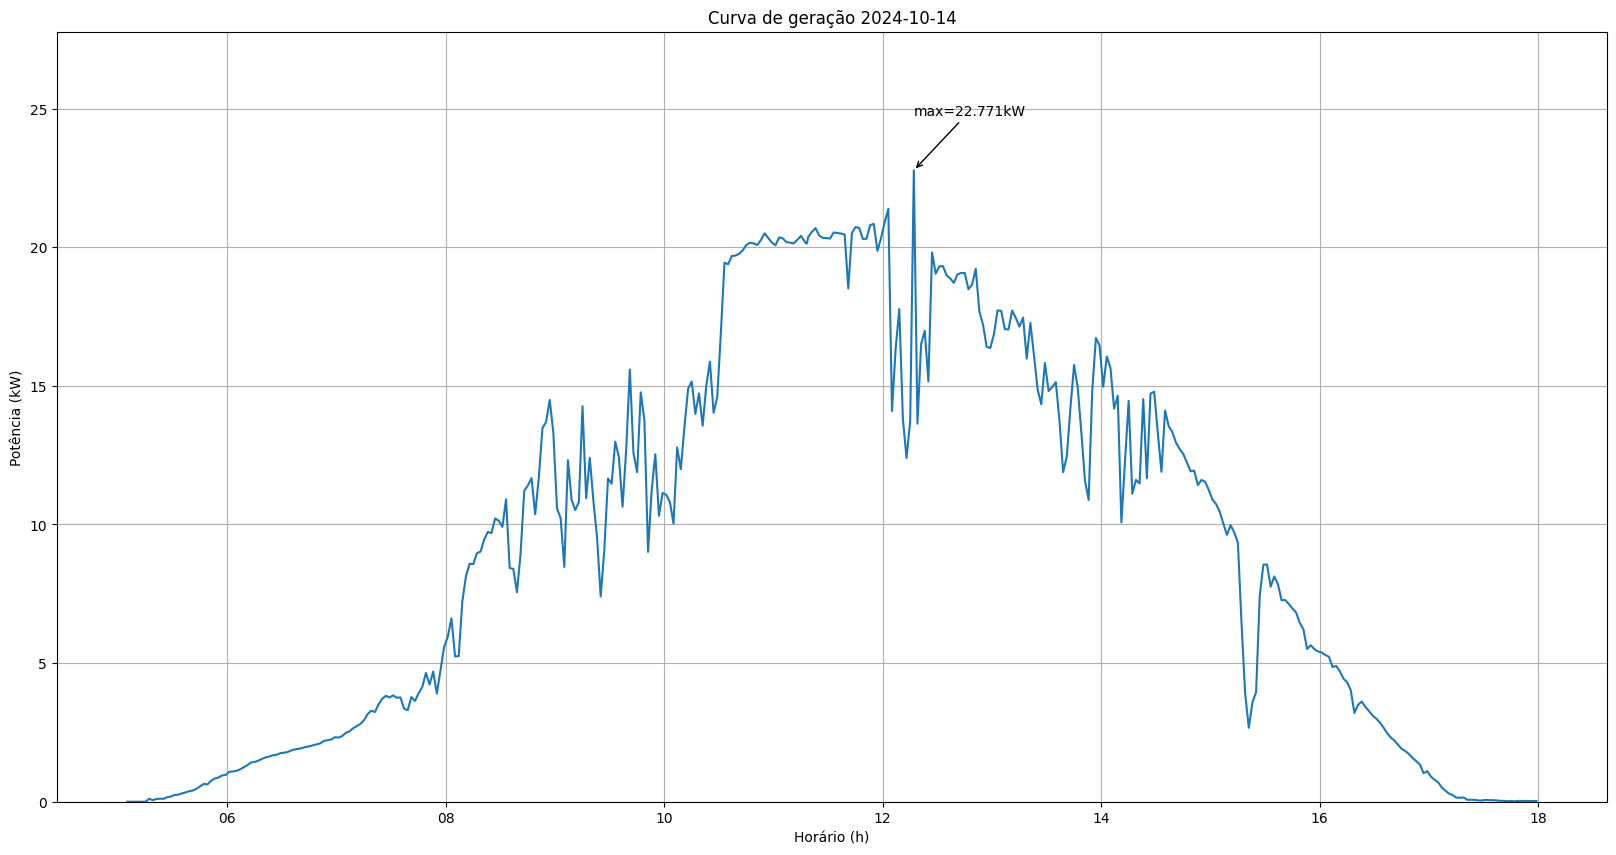 Curva de geração 2024-10-14
25
max=22.771kW
20
15
Potência (kW)
10
5
0
06 08 10 12 14 16 18
Horário (h)